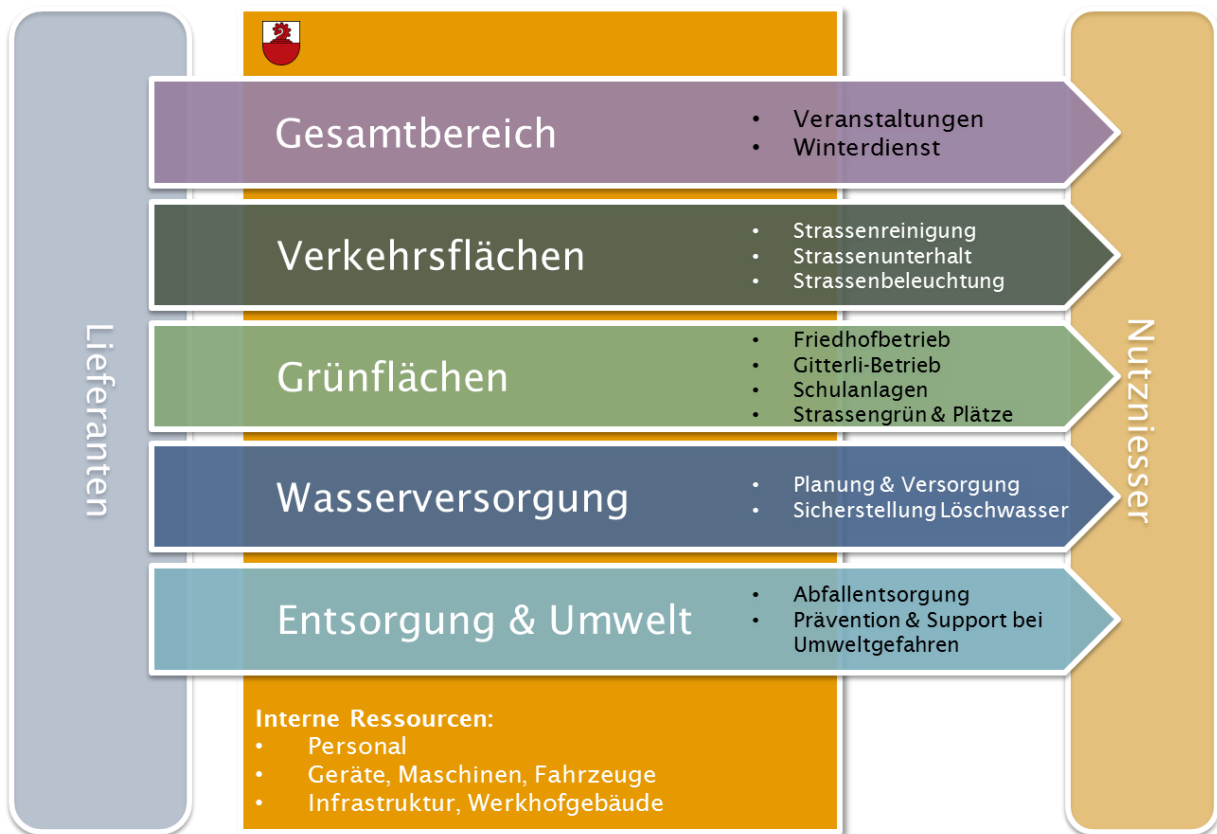 Lieferanten
Gesamtbereich
• Veranstaltungen
• Winterdienst
Verkehrsflächen
• Strassenreinigung
• Strassenunterhalt
• Strassenbeleuchtung
Grünflächen
• Friedhofbetrieb
• Gitterli-Betrieb
• Schulanlagen
• Strassengrün & Plätze
Wasserversorgung
• Planung & Versorgung
• Sicherstellung Löschwasser
Entsorgung & Umwelt
• Abfallentsorgung
• Prävention & Support bei
Umweltgefahren
Interne Ressourcen:
• Personal
• Geräte, Maschinen, Fahrzeuge
• Infrastruktur, Werkhofgebäude
Nutzniesser